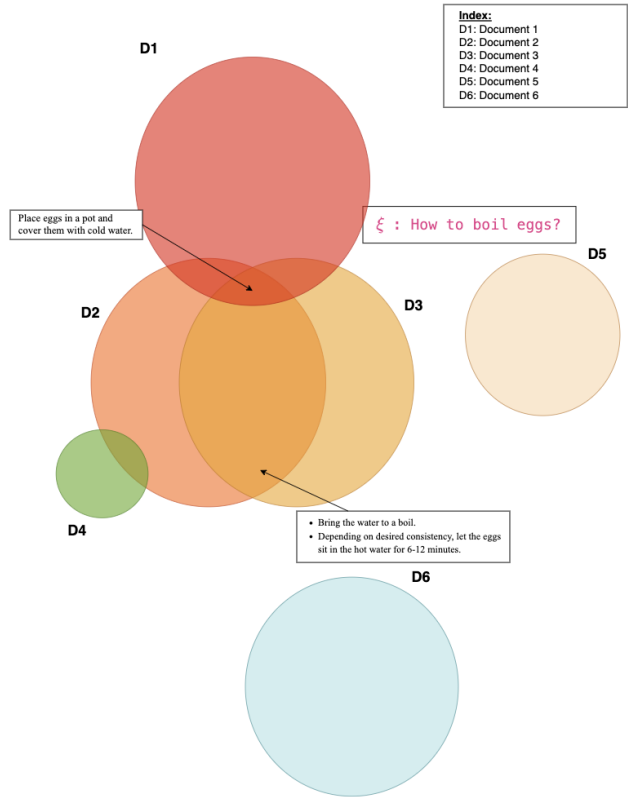 Index:
D1: Document 1
D2: Document 2
D3: Document 3
D4: Document 4
D5: Document 5
D6: Document 6
D1
Place eggs in a pot and
cover them with cold water.
ξ : How to boil eggs?
D5
D2
D3
D4
• Bring the water to a boil.
• Depending on desired consistency, let the eggs
sit in the hot water for 6-12 minutes.
D6